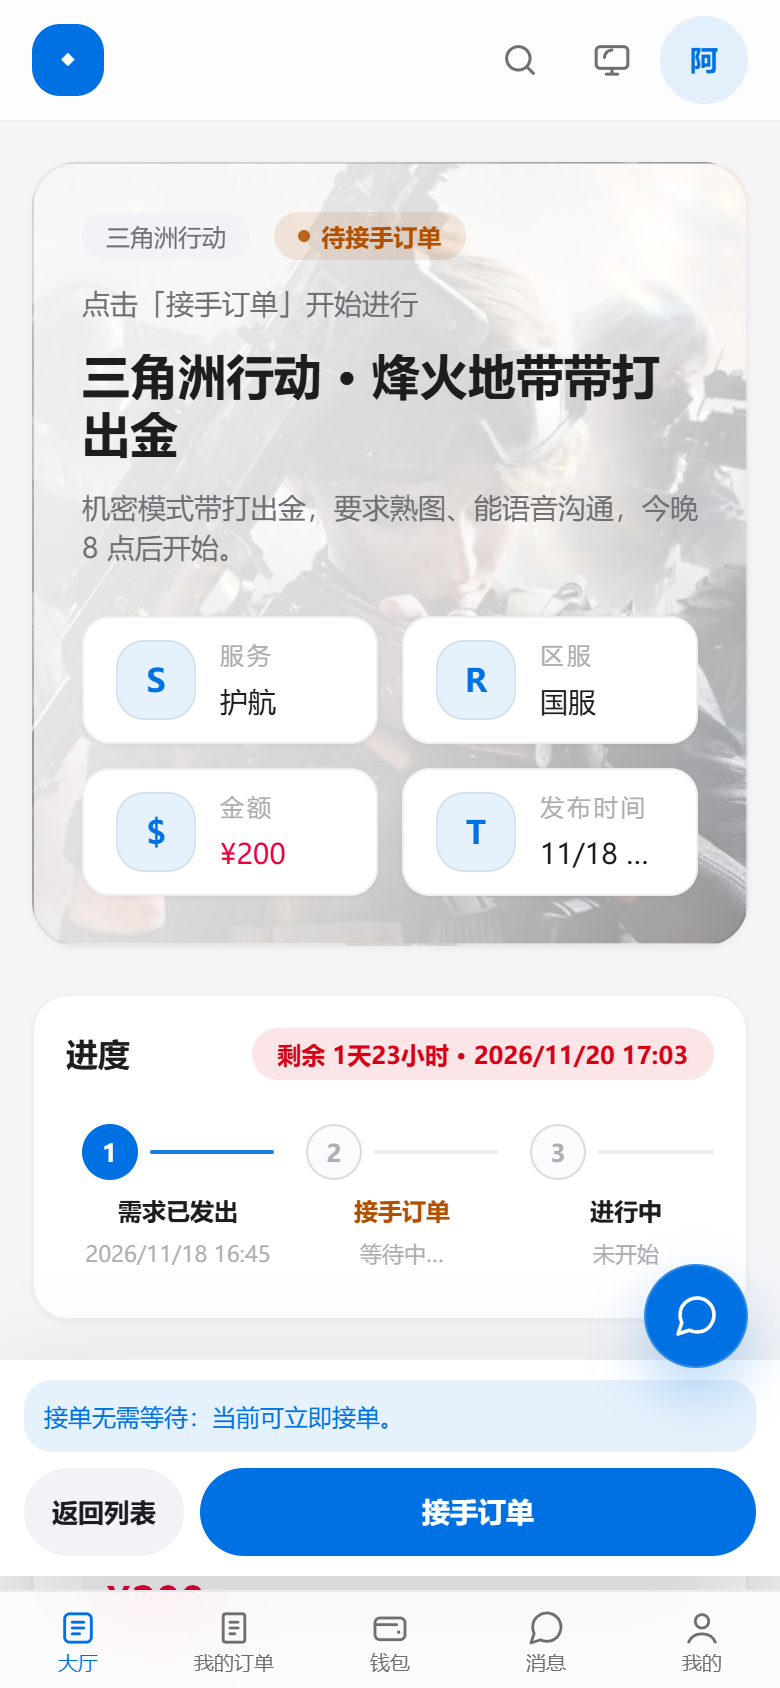 阿
三角洲行动
待接手订单
点击「接手订单」开始进行
三角洲行动 • 烽火地带带打
出金
机密模式带打出金，要求熟图、能语音沟通，今晚
8 点后开始。
S
服务
护航
R
区服
国服
$
金额
¥200
T
发布时间
11/18 ...
进度
剩余 1天23小时 • 2026/11/20 17:03
1
2
3
需求已发出
接手订单
进行中
2026/11/18 16:45
等待中...
未开始
接单无需等待：当前可立即接单。
返回列表
接手订单
大厅
我的订单
钱包
消息
我的